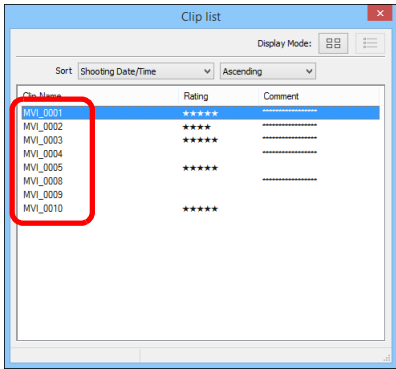 Clip list
Display Mode:
Sort Shooting Date/Time Ascending
Clip Name Rating Comment
MVI_0001 ★★★★★ ******************
MVI_0002 ★★★★
MVI_0003 ★★★★★ ******************
MVI_0004 ******************
MVI_0005 ★★★★★
MVI_0008 ******************
MVI_0009
MVI_0010 ★★★★★